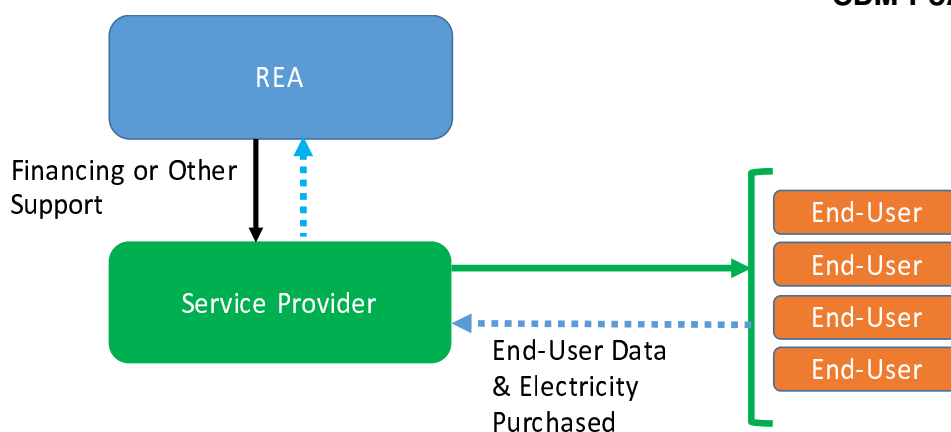 REA
Financing or Other
Support
End-User
End-User
Service Provider
End-User
End-User
End-User Data
& Electricity
Purchased